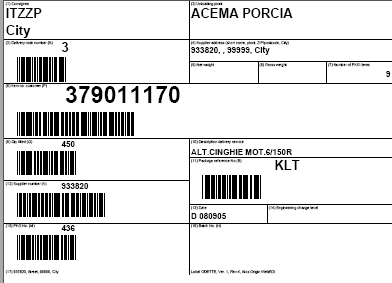 (1) Consignee
ITZZP
City
(2) Unloading point
ACEMA PORCIA
(3) Delivery note number (N)
3
(4) Supplier address (short name, plant, ZIP/postcode, City)
933820, , 99999, City
(5) Net weight
(6) Gross weight
(7) Number of PKG items
9
(8) Item no. customer (P)
379011170
(9) Qty filled (Q)
450
(10) Description delivery service
ALT.CINGHIE MOT.6/150R
(11) Package reference No (B)
KLT
(12) Supplier number (V)
933820
(13) Date
D 080905
(14) Engineering change level
(15) PKG No. (M)
436
(16) Batch No. (H)
(17) 933820, Street, 99999, City
Label ODETTE, Ver. 1, Rev.4, Aico Origin WebEDI